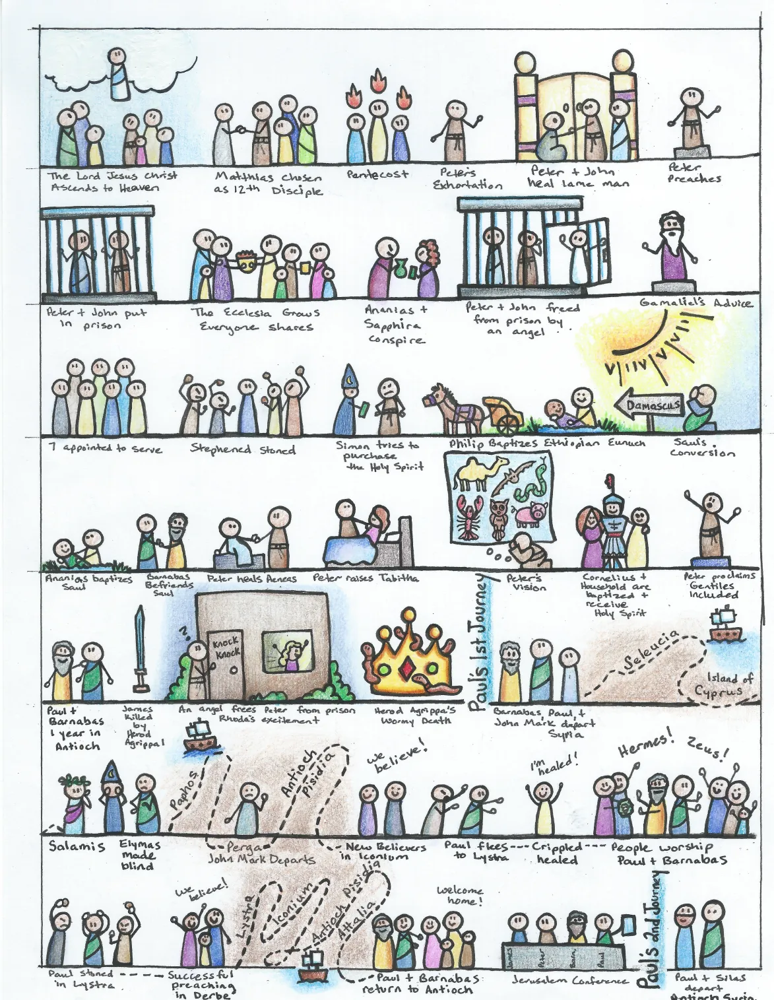 The Lord Jesus Christ
Ascends to Heaven
Matthias chosen
as 12th Disciple
Pentecost
Peter's
Exhortation
Peter + John
heal lame man
Peter
Preaches
Peter + John put
in prison
The Ecclesia Grows
Everyone shares
Ananias +
Sapphira
conspire
Peter + John freed
from prison by
an angel
Gamaliel's Advice
7 appointed to serve
Stephened Stoned
Simon tries to
purchase
the Holy Spirit
Philip Baptizes Ethiopian Eunuch
Damascus
Saul's
Conversion
Ananias baptizes
Saul
Barnabas
Befriends
Saul
Peter heals Aeneas
Peter raises Tabitha
Peter's
Vision
Cornelius +
Household are
baptized +
receive
Holy Spirit
Peter proclaims
Gentiles
Included
Paul +
Barnabas
1 year in
Antioch
James
Killed
by
Herod
Agrippa I
?
KNOCK
KNOCK
An angel frees Peter from prison
Rhoda's excitement
Herod Agrippa's
Wormy Death
Paul's 1st Journey
Barnabas, Paul, +
John Mark depart
Syria
Seleucia
Island of
Cyprus
Salamis
Elymas
made
blind
Paphos
Perga
John Mark Departs
Antioch
Pisidia
we
believe!
New Believers
in Iconium
Paul flees
to Lystra
I'm
healed!
Crippled
healed
Hermes! Zeus!
People worship
Paul + Barnabas
Paul stoned
in Lystra
we
believe!
Successful
preaching
in Derbe
Lystra
Iconium
Antioch Pisidia
Attalia
Welcome
home!
Paul + Barnabas
return to Antioch
James
Peter
Barn.
Paul
Jerusalem Conference
Paul's 2nd Journey
Paul + Silas
depart
Antioch Syria